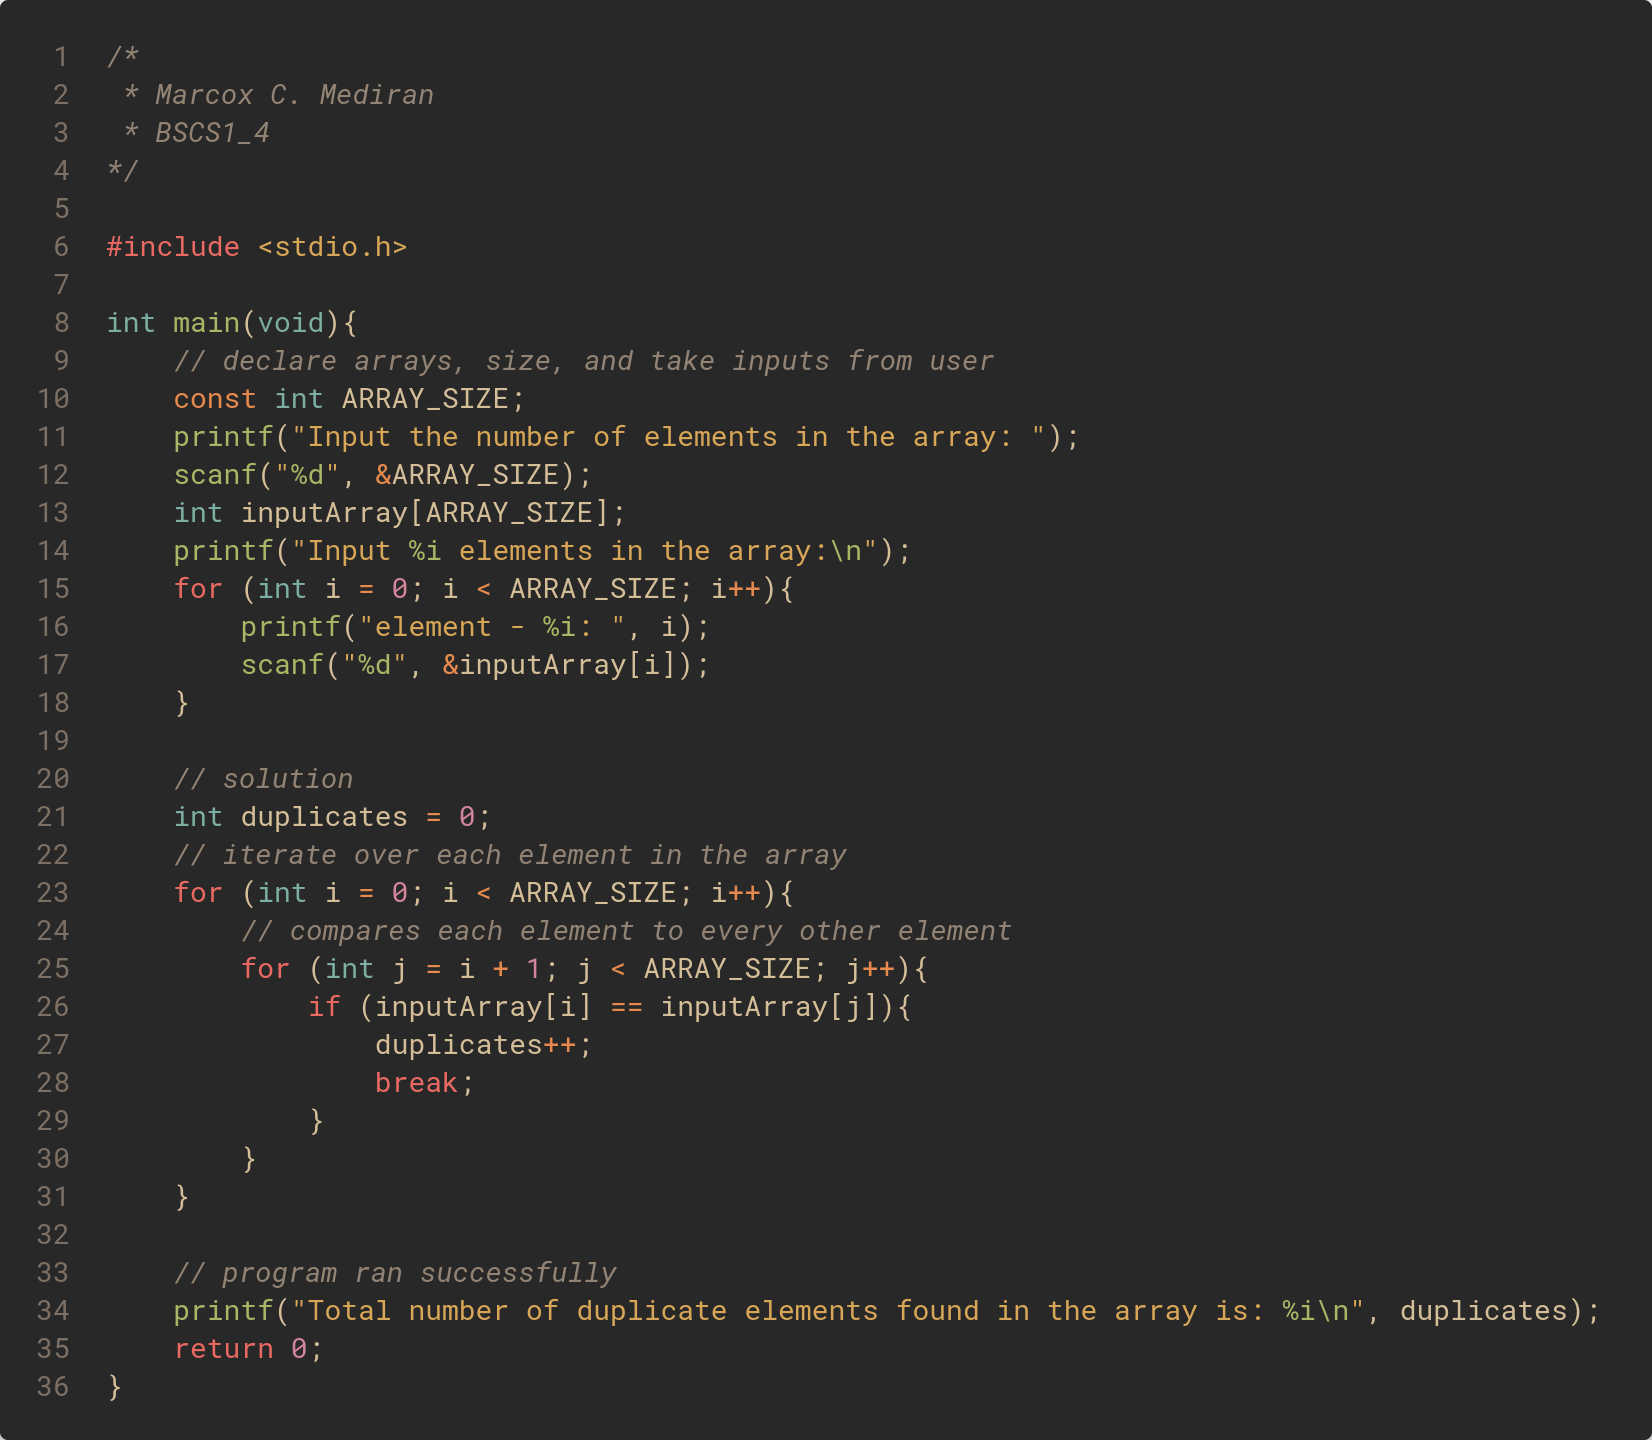 1 /*
2  * Marcox C. Mediran
3  * BSCS1_4
4 */
5
6 #include <stdio.h>
7
8 int main(void){
9     // declare arrays, size, and take inputs from user
10     const int ARRAY_SIZE;
11     printf("Input the number of elements in the array: ");
12     scanf("%d", &ARRAY_SIZE);
13     int inputArray[ARRAY_SIZE];
14     printf("Input %i elements in the array:\n");
15     for (int i = 0; i < ARRAY_SIZE; i++){
16         printf("element - %i: ", i);
17         scanf("%d", &inputArray[i]);
18     }
19
20     // solution
21     int duplicates = 0;
22     // iterate over each element in the array
23     for (int i = 0; i < ARRAY_SIZE; i++){
24         // compares each element to every other element
25         for (int j = i + 1; j < ARRAY_SIZE; j++){
26             if (inputArray[i] == inputArray[j]){
27                 duplicates++;
28                 break;
29             }
30         }
31     }
32
33     // program ran successfully
34     printf("Total number of duplicate elements found in the array is: %i\n", duplicates);
35     return 0;
36 }